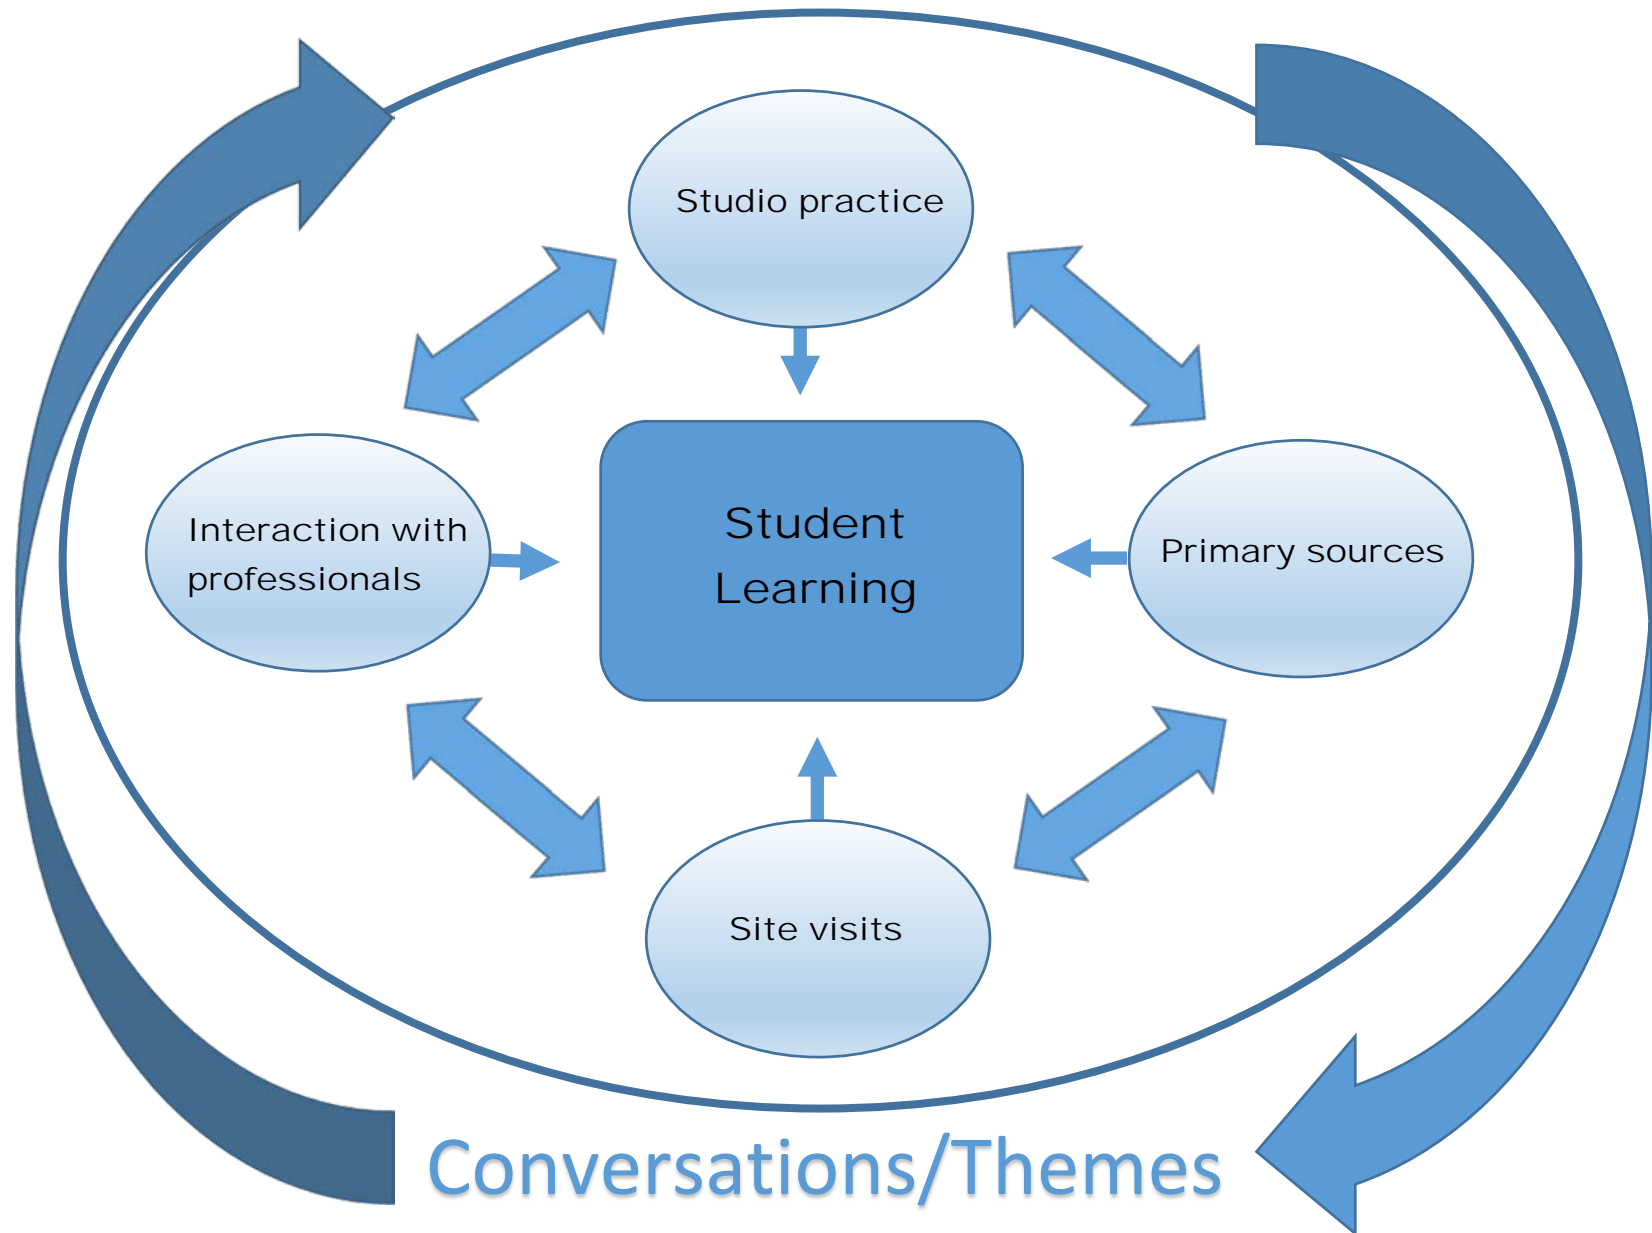 Studio practice
Interaction with
professionals
Student
Learning
Primary sources
Site visits
Conversations/Themes